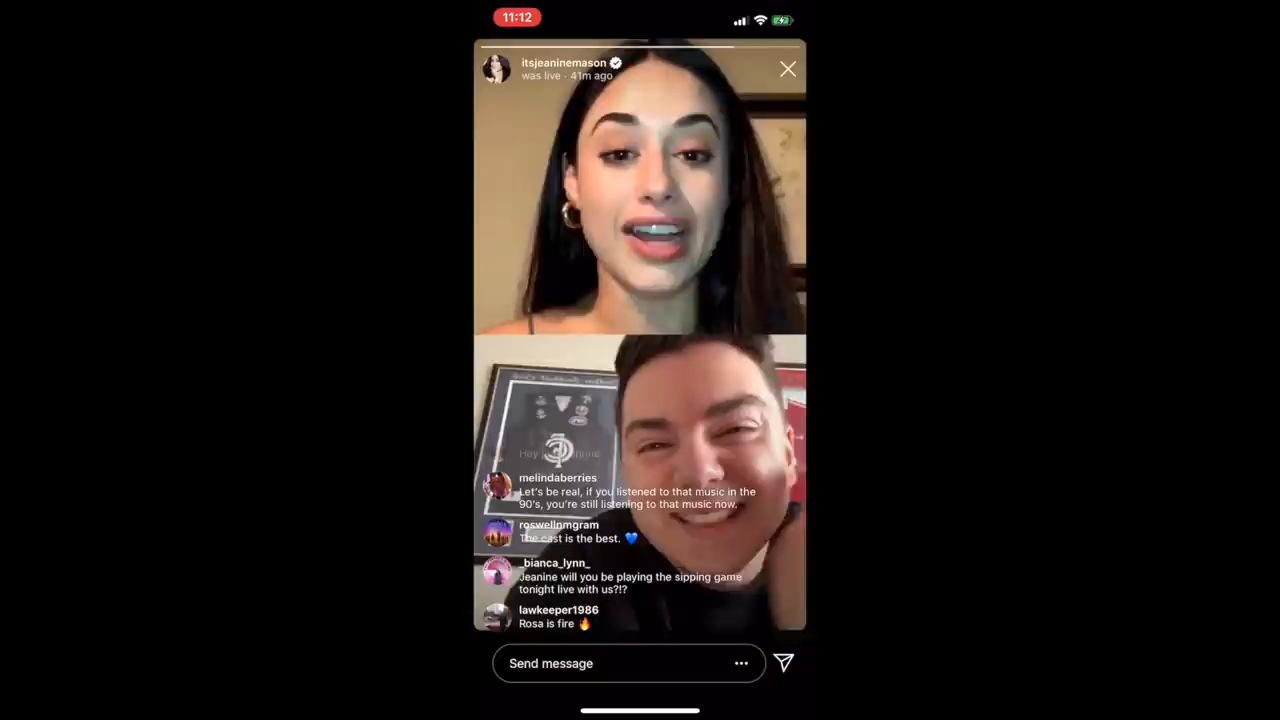 11:12
itsjeaninemason
was live · 41m ago
melindaberries
Let's be real, if you listened to that music in the
90's, you're still listening to that music now.
roswellnmgram
The cast is the best. 💙
_bianca_lynn_
Jeanine will you be playing the sipping game
tonight live with us?!?
lawkeeper1986
Rosa is fire 🔥
Send message